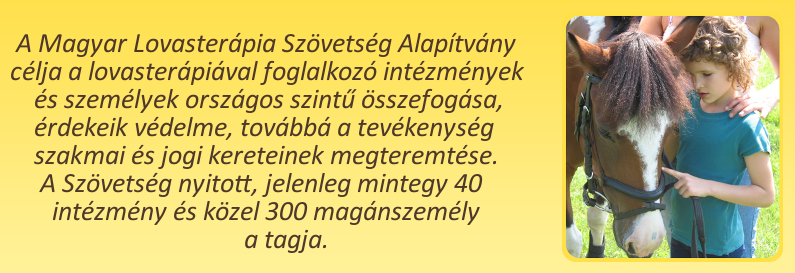 A Magyar Lovasterápia Szövetség Alapítvány
célja a lovasterápiával foglalkozó intézmények
és személyek országos szintű összefogása,
érdekeik védelme, továbbá a tevékenység
szakmai és jogi kereteinek megteremtése.
A Szövetség nyitott, jelenleg mintegy 40
intézmény és közel 300 magánszemély
a tagja.